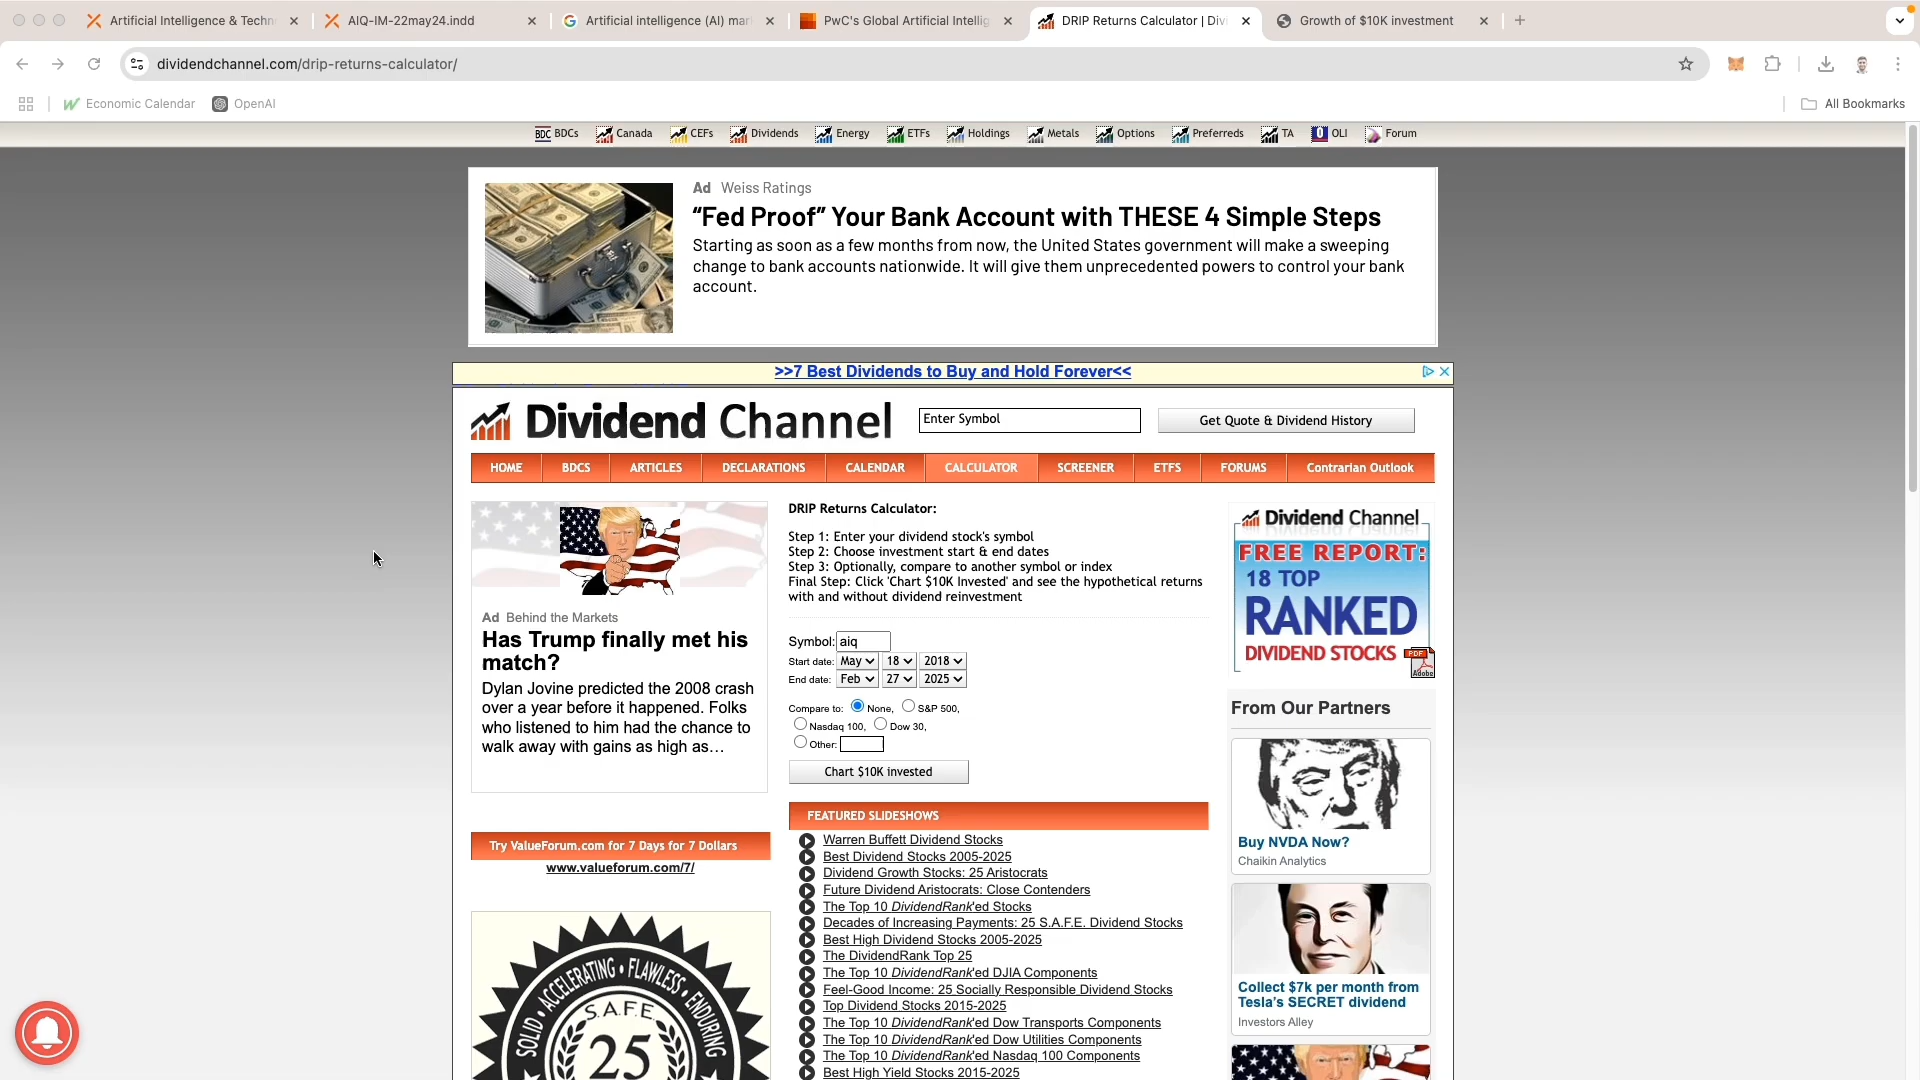 Artificial Intelligence & Techn
AIQ-IM-22may24.indd
Artificial intelligence (AI) mar
PwC's Global Artificial Intellig
DRIP Returns Calculator | Divi
Growth of $10K investment
dividendchannel.com/drip-returns-calculator/
Economic Calendar
OpenAI
All Bookmarks
BDC BDCs
Canada
CEFs
Dividends
Energy
ETFs
Holdings
Metals
Options
Preferreds
TA
OLI
Forum
Ad Weiss Ratings
“Fed Proof” Your Bank Account with THESE 4 Simple Steps
Starting as soon as a few months from now, the United States government will make a sweeping
change to bank accounts nationwide. It will give them unprecedented powers to control your bank
account.
>>7 Best Dividends to Buy and Hold Forever<<
Dividend Channel
Enter Symbol
Get Quote & Dividend History
HOME
BDCS
ARTICLES
DECLARATIONS
CALENDAR
CALCULATOR
SCREENER
ETFS
FORUMS
Contrarian Outlook
Ad Behind the Markets
Has Trump finally met his
match?
Dylan Jovine predicted the 2008 crash
over a year before it happened. Folks
who listened to him had the chance to
walk away with gains as high as…
Try ValueForum.com for 7 Days for 7 Dollars
www.valueforum.com/7/
SOLID • ACCELERATING • FLAWLESS • ENDURING
S.A.F.E.
25
DRIP Returns Calculator:
Step 1: Enter your dividend stock's symbol
Step 2: Choose investment start & end dates
Step 3: Optionally, compare to another symbol or index
Final Step: Click 'Chart $10K Invested' and see the hypothetical returns
with and without dividend reinvestment
Symbol: aiq
Start date: May 18 2018
End date: Feb 27 2025
Compare to: None, S&P 500,
Nasdaq 100, Dow 30,
Other:
Chart $10K invested
FEATURED SLIDESHOWS
Warren Buffett Dividend Stocks
Best Dividend Stocks 2005-2025
Dividend Growth Stocks: 25 Aristocrats
Future Dividend Aristocrats: Close Contenders
The Top 10 DividendRank'ed Stocks
Decades of Increasing Payments: 25 S.A.F.E. Dividend Stocks
Best High Dividend Stocks 2005-2025
The DividendRank Top 25
The Top 10 DividendRank'ed DJIA Components
Feel-Good Income: 25 Socially Responsible Dividend Stocks
Top Dividend Stocks 2015-2025
The Top 10 DividendRank'ed Dow Transports Components
The Top 10 DividendRank'ed Dow Utilities Components
The Top 10 DividendRank'ed Nasdaq 100 Components
Best High Yield Stocks 2015-2025
Dividend Channel
FREE REPORT:
18 TOP
RANKED
DIVIDEND STOCKS
PDF
Adobe
From Our Partners
Buy NVDA Now?
Chaikin Analytics
Collect $7k per month from
Tesla’s SECRET dividend
Investors Alley